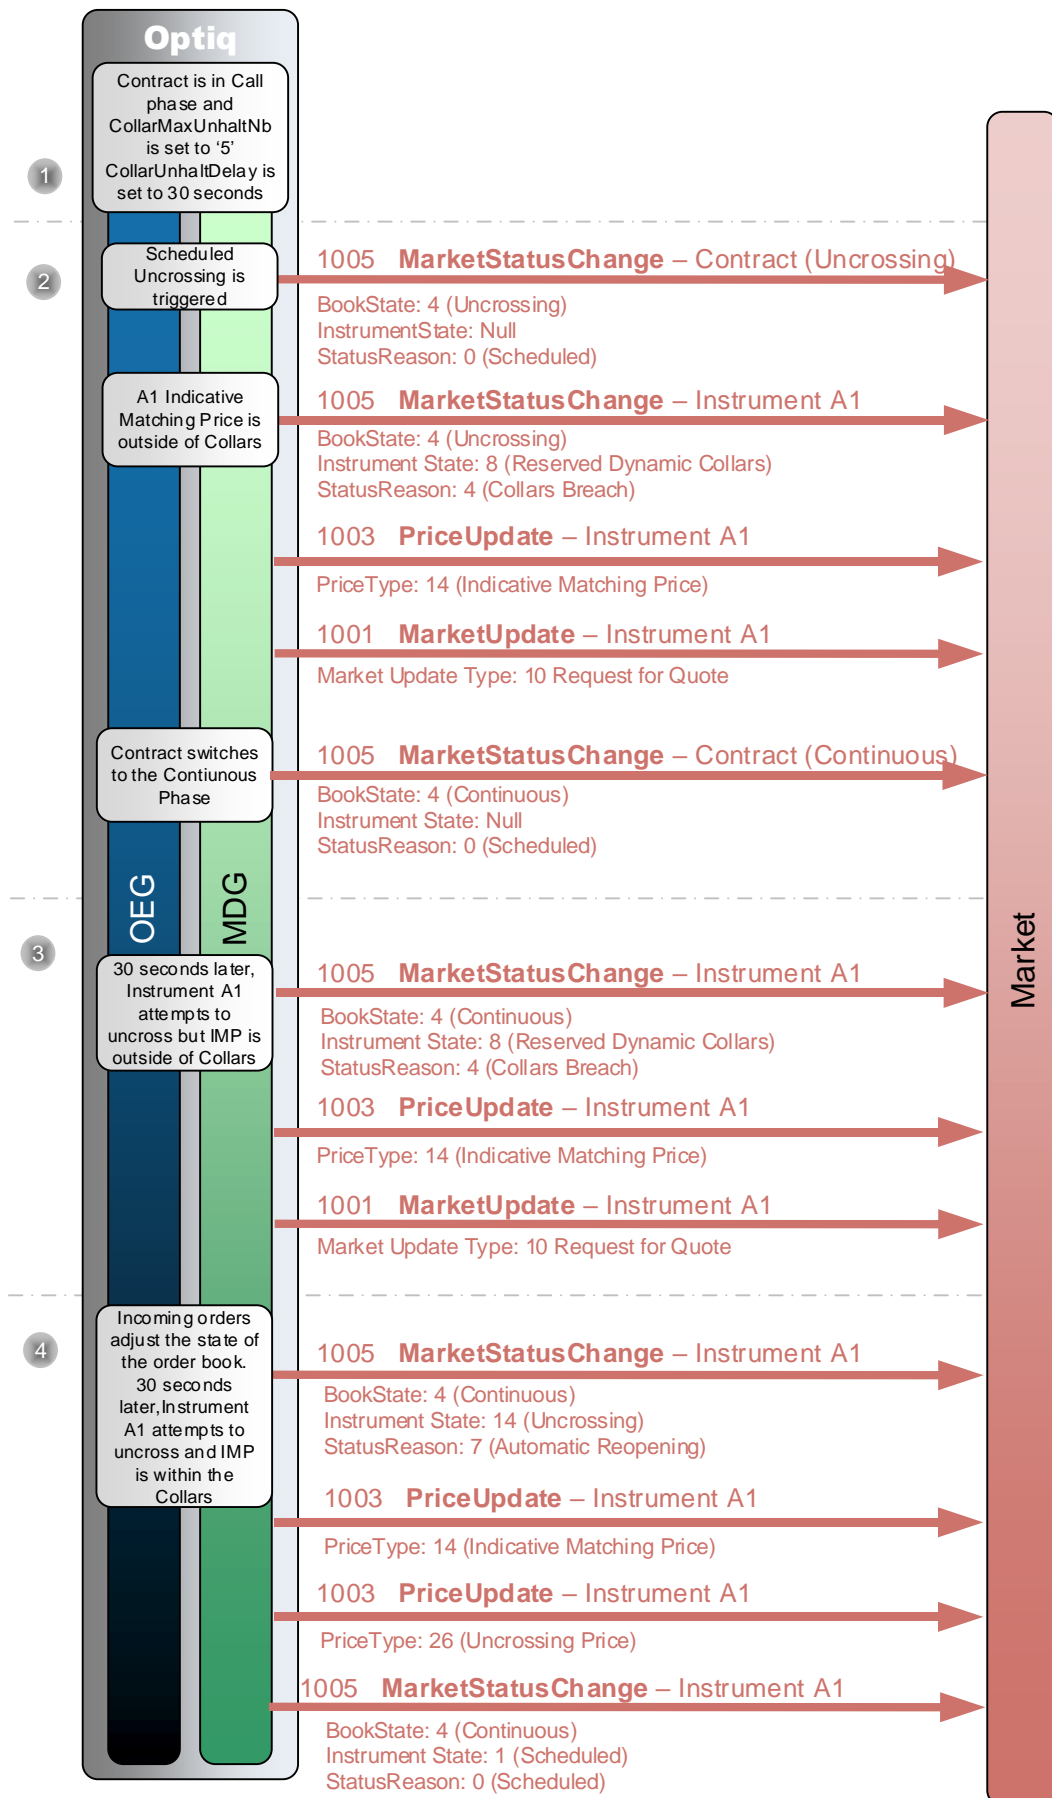 Optiq
Contract is in Call
phase and
CollarMaxUnhaltNb
is set to ‘5’
CollarUnhaltDelay is
set to 30 seconds
1
Scheduled
Uncrossing is
triggered
2
1005 MarketStatusChange – Contract (Uncrossing)
BookState: 4 (Uncrossing)
InstrumentState: Null
StatusReason: 0 (Scheduled)
A1 Indicative
Matching Price is
outside of Collars
1005 MarketStatusChange – Instrument A1
BookState: 4 (Uncrossing)
Instrument State: 8 (Reserved Dynamic Collars)
StatusReason: 4 (Collars Breach)
1003 PriceUpdate – Instrument A1
PriceType: 14 (Indicative Matching Price)
1001 MarketUpdate – Instrument A1
Market Update Type: 10 Request for Quote
Contract switches
to the Contiunous
Phase
1005 MarketStatusChange – Contract (Continuous)
BookState: 4 (Continuous)
Instrument State: Null
StatusReason: 0 (Scheduled)
OEG
MDG
Market
3
30 seconds later,
Instrument A1
attempts to
uncross but IMP is
outside of Collars
1005 MarketStatusChange – Instrument A1
BookState: 4 (Continuous)
Instrument State: 8 (Reserved Dynamic Collars)
StatusReason: 4 (Collars Breach)
1003 PriceUpdate – Instrument A1
PriceType: 14 (Indicative Matching Price)
1001 MarketUpdate – Instrument A1
Market Update Type: 10 Request for Quote
4
Incoming orders
adjust the state of
the order book.
30 seconds
later,Instrument
A1 attempts to
uncross and IMP
is within the
Collars
1005 MarketStatusChange – Instrument A1
BookState: 4 (Continuous)
Instrument State: 14 (Uncrossing)
StatusReason: 7 (Automatic Reopening)
1003 PriceUpdate – Instrument A1
PriceType: 14 (Indicative Matching Price)
1003 PriceUpdate – Instrument A1
PriceType: 26 (Uncrossing Price)
1005 MarketStatusChange – Instrument A1
BookState: 4 (Continuous)
Instrument State: 1 (Scheduled)
StatusReason: 0 (Scheduled)